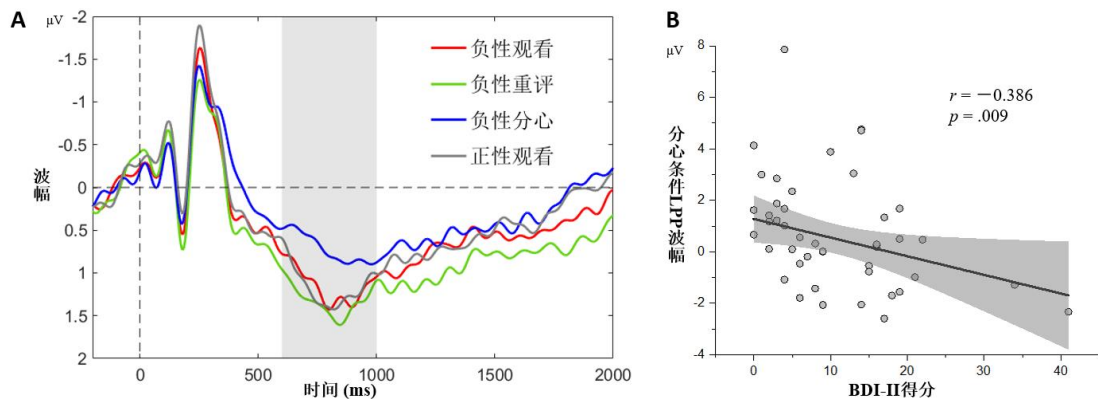 A
μV
-2
-1.5
-1
-0.5
0
0.5
1
1.5
2
波幅
负性观看
负性重评
负性分心
正性观看
0
500
1000
1500
2000
时间 (ms)
B
μV
8
6
4
2
0
-2
-4
分心条件LPP波幅
r = －0.386
p = .009
0
10
20
30
40
BDI-II得分